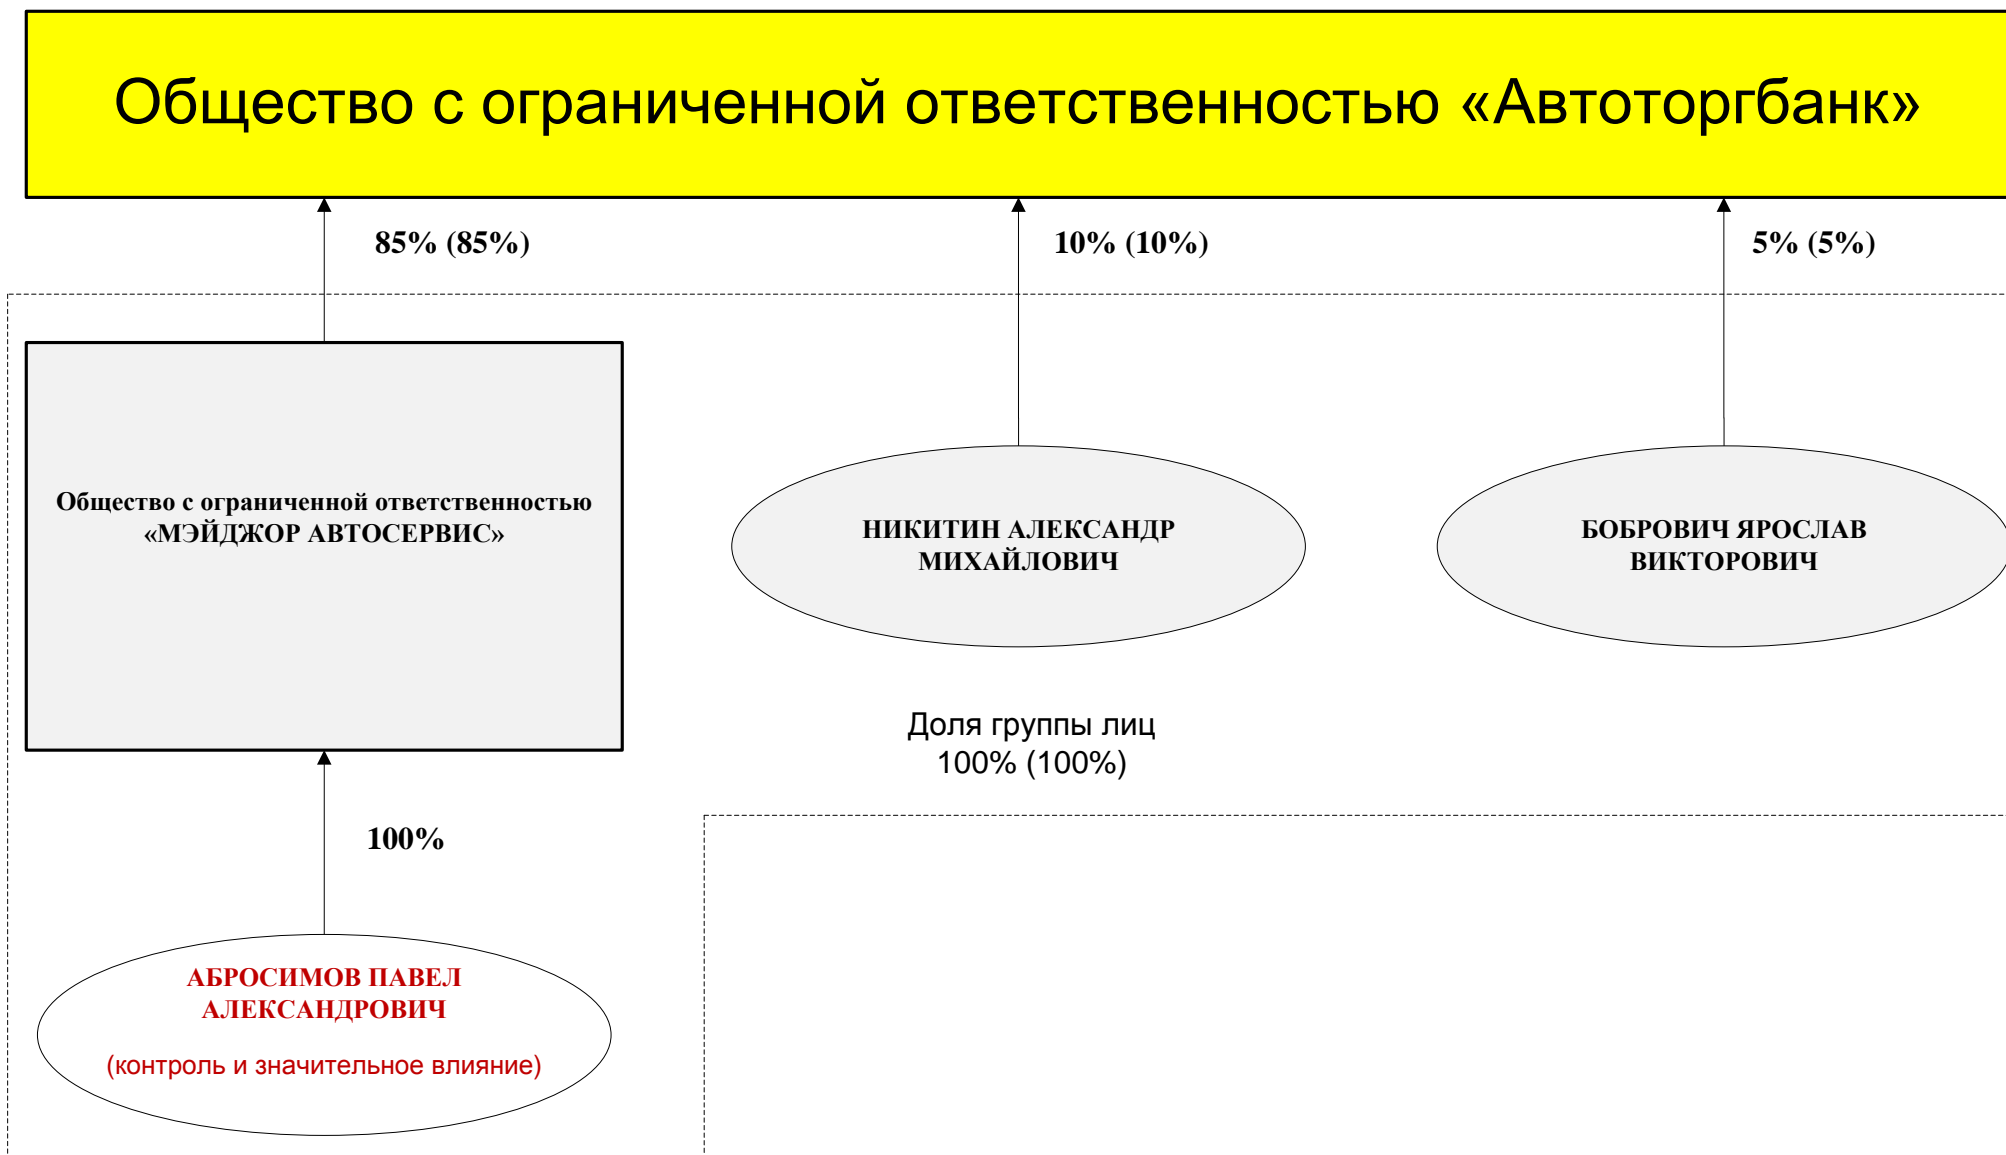 Общество с ограниченной ответственностью «Автоторгбанк»
85% (85%)
10% (10%)
5% (5%)
Общество с ограниченной ответственностью
«МЭЙДЖОР АВТОСЕРВИС»
НИКИТИН АЛЕКСАНДР
МИХАЙЛОВИЧ
БОБРОВИЧ ЯРОСЛАВ
ВИКТОРОВИЧ
Доля группы лиц
100% (100%)
100%
АБРОСИМОВ ПАВЕЛ
АЛЕКСАНДРОВИЧ
(контроль и значительное влияние)